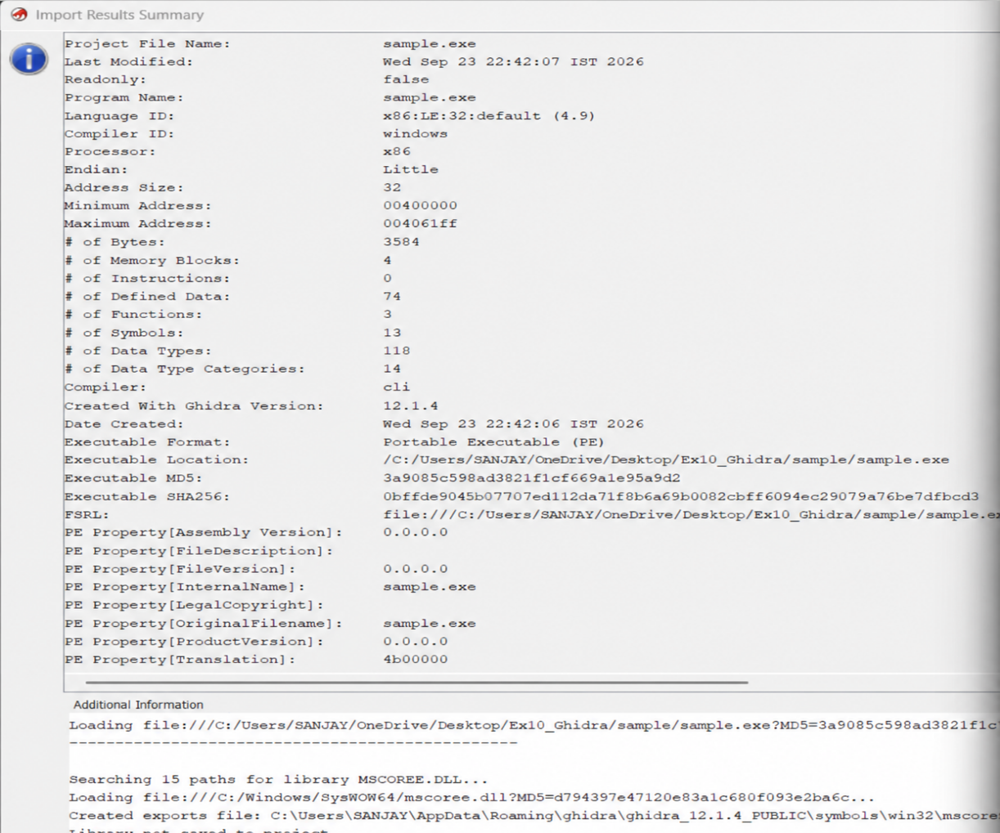 Import Results Summary
Project File Name: sample.exe
Last Modified: Wed Sep 23 22:42:07 IST 2026
Readonly: false
Program Name: sample.exe
Language ID: x86:LE:32:default (4.9)
Compiler ID: windows
Processor: x86
Endian: Little
Address Size: 32
Minimum Address: 00400000
Maximum Address: 004061ff
# of Bytes: 3584
# of Memory Blocks: 4
# of Instructions: 0
# of Defined Data: 74
# of Functions: 3
# of Symbols: 13
# of Data Types: 118
# of Data Type Categories: 14
Compiler: cli
Created With Ghidra Version: 12.1.4
Date Created: Wed Sep 23 22:42:06 IST 2026
Executable Format: Portable Executable (PE)
Executable Location: /C:/Users/SANJAY/OneDrive/Desktop/Ex10_Ghidra/sample/sample.exe
Executable MD5: 3a9085c598ad3821f1cf669a1e95a9d2
Executable SHA256: 0bffde9045b07707ed112da71f8b6a69b0082cbff6094ec29079a76be7dfbcd3
FSRL: file:///C:/Users/SANJAY/OneDrive/Desktop/Ex10_Ghidra/sample/sample.ex
PE Property[Assembly Version]: 0.0.0.0
PE Property[FileDescription]:
PE Property[FileVersion]: 0.0.0.0
PE Property[InternalName]: sample.exe
PE Property[LegalCopyright]:
PE Property[OriginalFilename]: sample.exe
PE Property[ProductVersion]: 0.0.0.0
PE Property[Translation]: 4b00000
Additional Information
Loading file:///C:/Users/SANJAY/OneDrive/Desktop/Ex10_Ghidra/sample/sample.exe?MD5=3a9085c598ad3821f1c
------------------------------------------------
Searching 15 paths for library MSCOREE.DLL...
Loading file:///C:/Windows/SysWOW64/mscoree.dll?MD5=d794397e47120e83a1c680f093e2ba6c...
Created exports file: C:\Users\SANJAY\AppData\Roaming\ghidra\ghidra_12.1.4_PUBLIC\symbols\win32\mscore
Library not saved to project